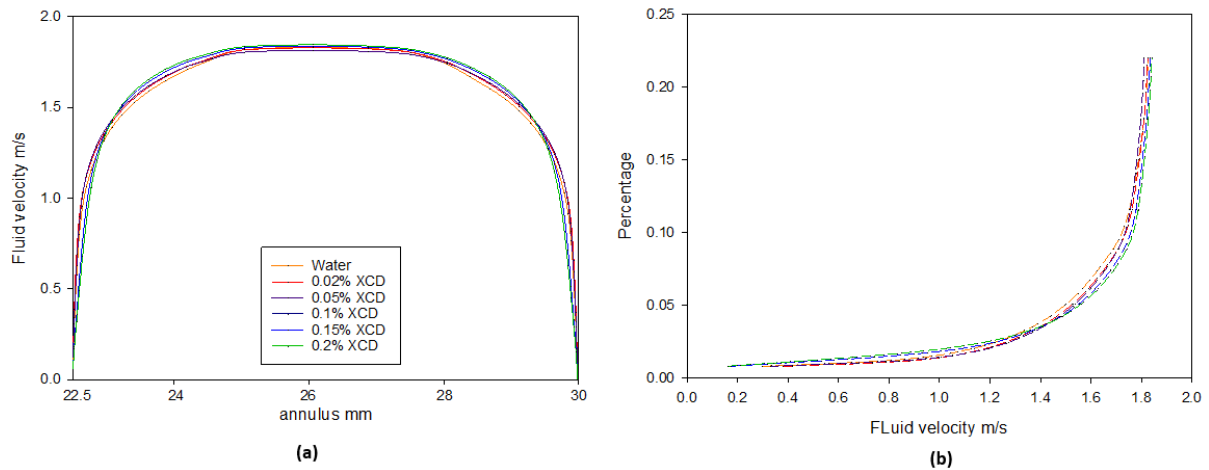 2.0
1.5
1.0
0.5
0.0
Fluid velocity m/s
Water
0.02% XCD
0.05% XCD
0.1% XCD
0.15% XCD
0.2% XCD
22.5 24 26 28 30
annulus mm
(a)
0.25
0.20
0.15
0.10
0.05
0.00
Percentage
0.0 0.2 0.4 0.6 0.8 1.0 1.2 1.4 1.6 1.8 2.0
FLuid velocity m/s
(b)